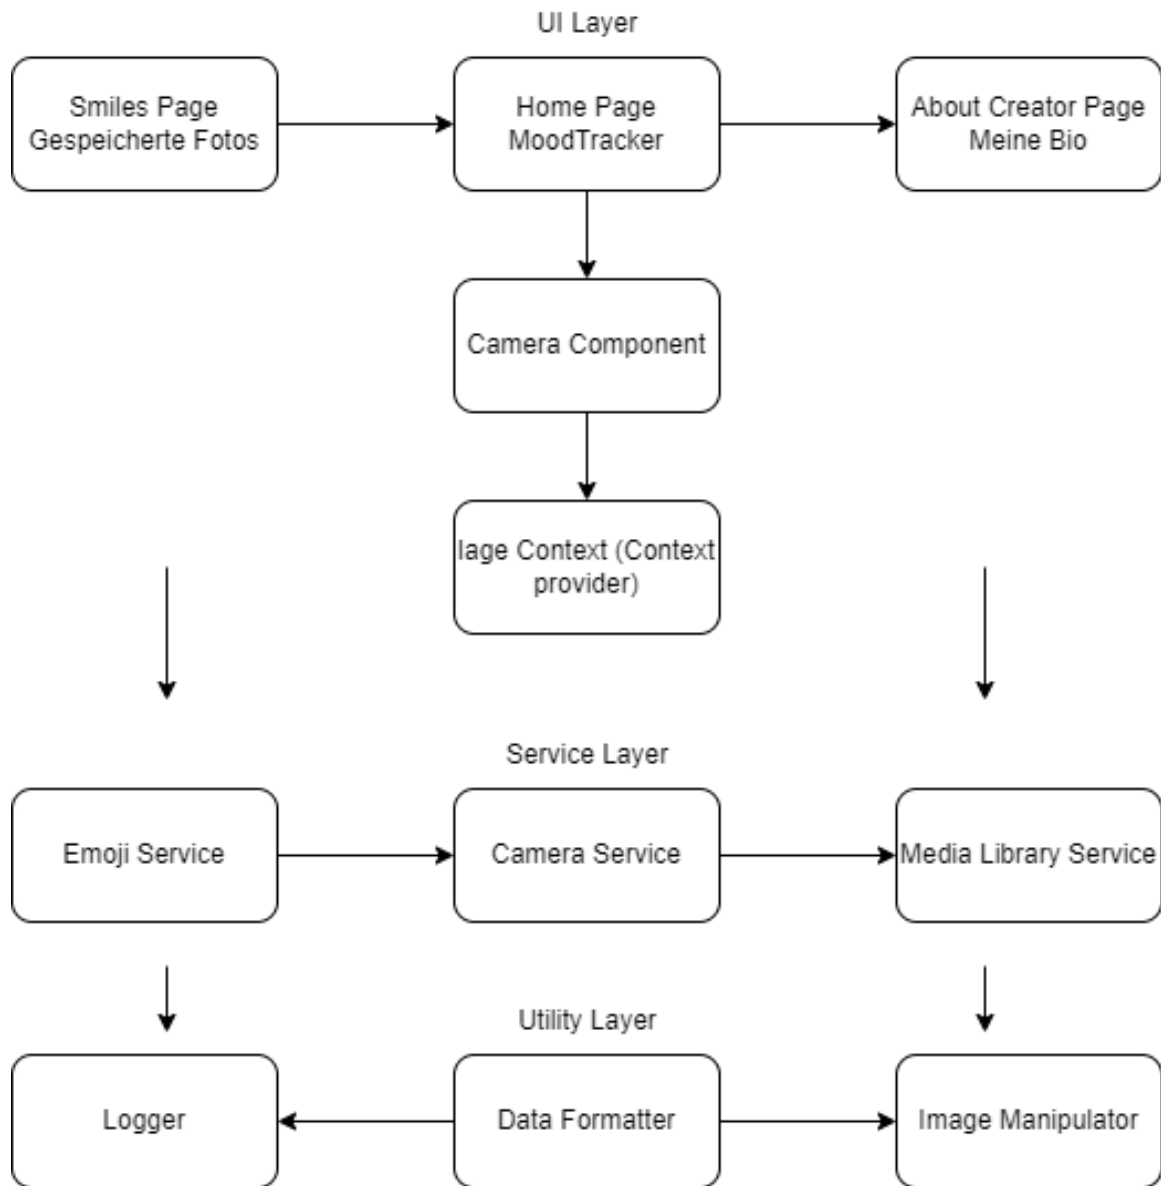 UI Layer
Smiles Page
Gespeicherte Fotos
Home Page
MoodTracker
About Creator Page
Meine Bio
Camera Component
lage Context (Context
provider)
Service Layer
Emoji Service
Camera Service
Media Library Service
Utility Layer
Logger
Data Formatter
Image Manipulator